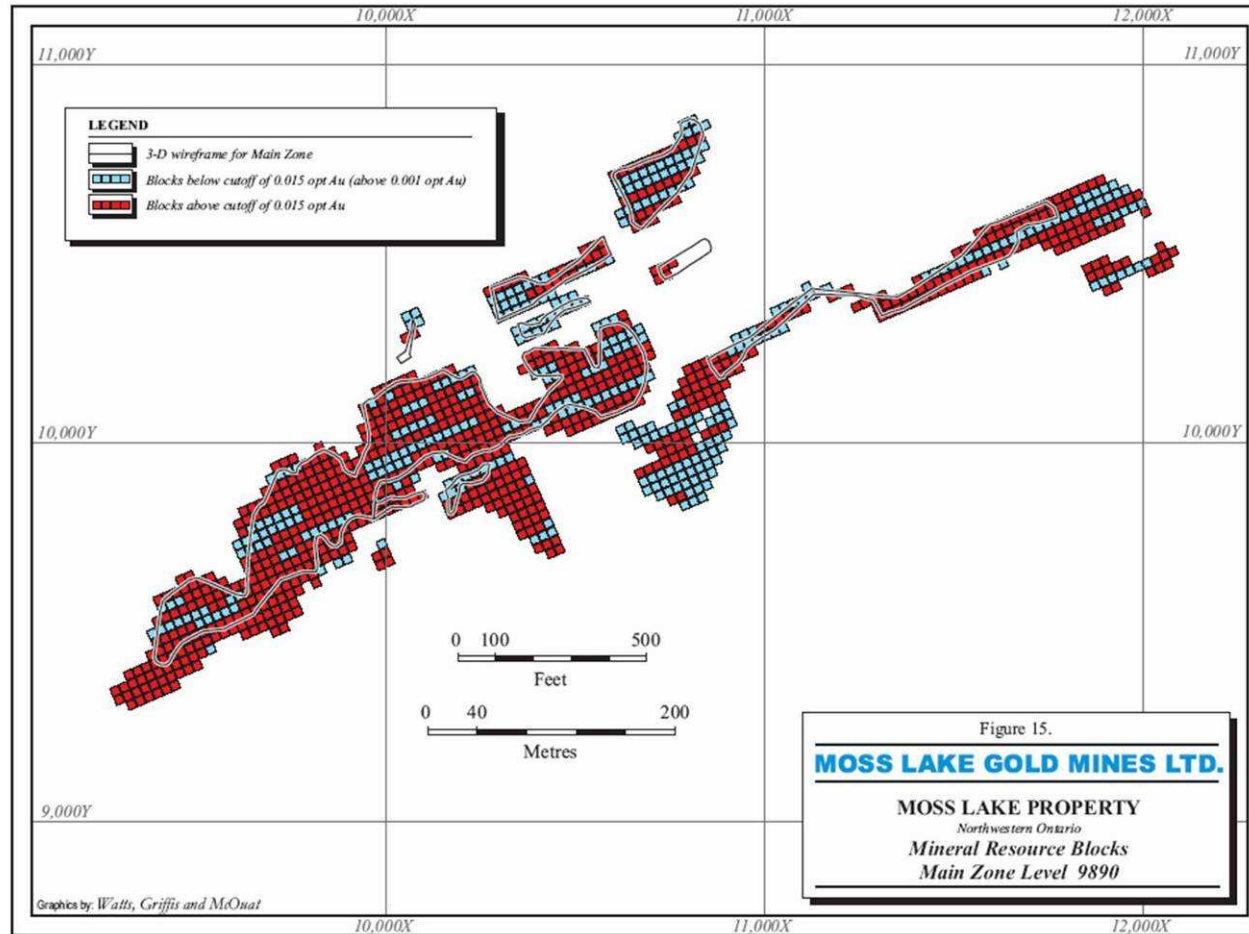 10,000X 11,000X 12,000X
11,000Y 11,000Y
LEGEND
3-D wireframe for Main Zone
Blocks below cutoff of 0.015 opt Au (above 0.001 opt Au)
Blocks above cutoff of 0.015 opt Au
10,000Y 10,000Y
0 100 500
Feet
0 40 200
Metres
Figure 15.
MOSS LAKE GOLD MINES LTD.
MOSS LAKE PROPERTY
Northwestern Ontario
Mineral Resource Blocks
Main Zone Level 9890
9,000Y
Graphics by: Watts, Griffis and McOuat
10,000X 11,000X 12,000X